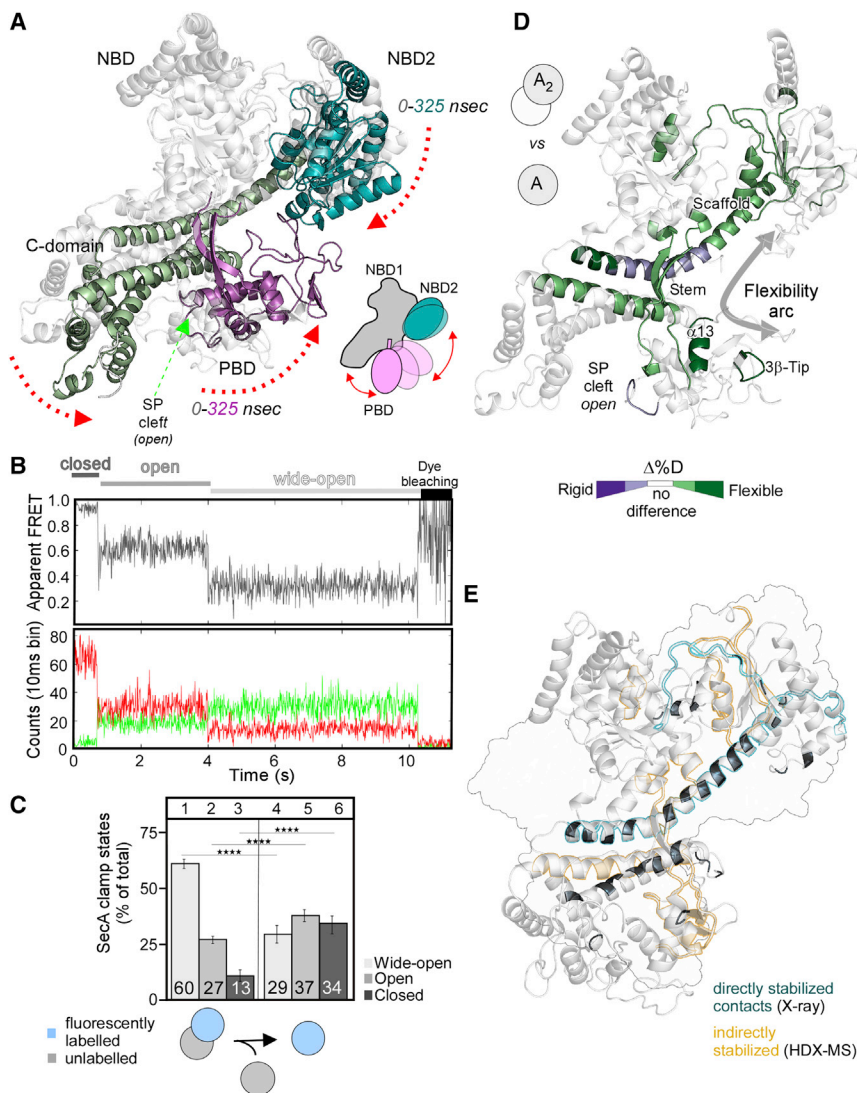 A
NBD
NBD2
0-325 nsec
C-domain
NBD1
NBD2
PBD
SP
cleft
(open)
0-325 nsec
PBD
D
A2
vs
A
Scaffold
Stem
Flexibility
arc
α13
3β-Tip
SP
cleft
open
Δ%D
Rigid
no
difference
Flexible
B
closed
open
wide-open
Dye
bleaching
Apparent FRET
1.0
0.8
0.6
0.4
0.2
Counts (10ms bin)
80
60
40
20
0
0 2 4 6 8 10
Time (s)
C
1 2 3 4 5 6
SecA clamp states
(% of total)
75
50
25
0
****
****
****
60 27 13 29 37 34
Wide-open
Open
Closed
fluorescently
labelled
unlabelled
E
directly stabilized
contacts (X-ray)
indirectly
stabilized (HDX-MS)